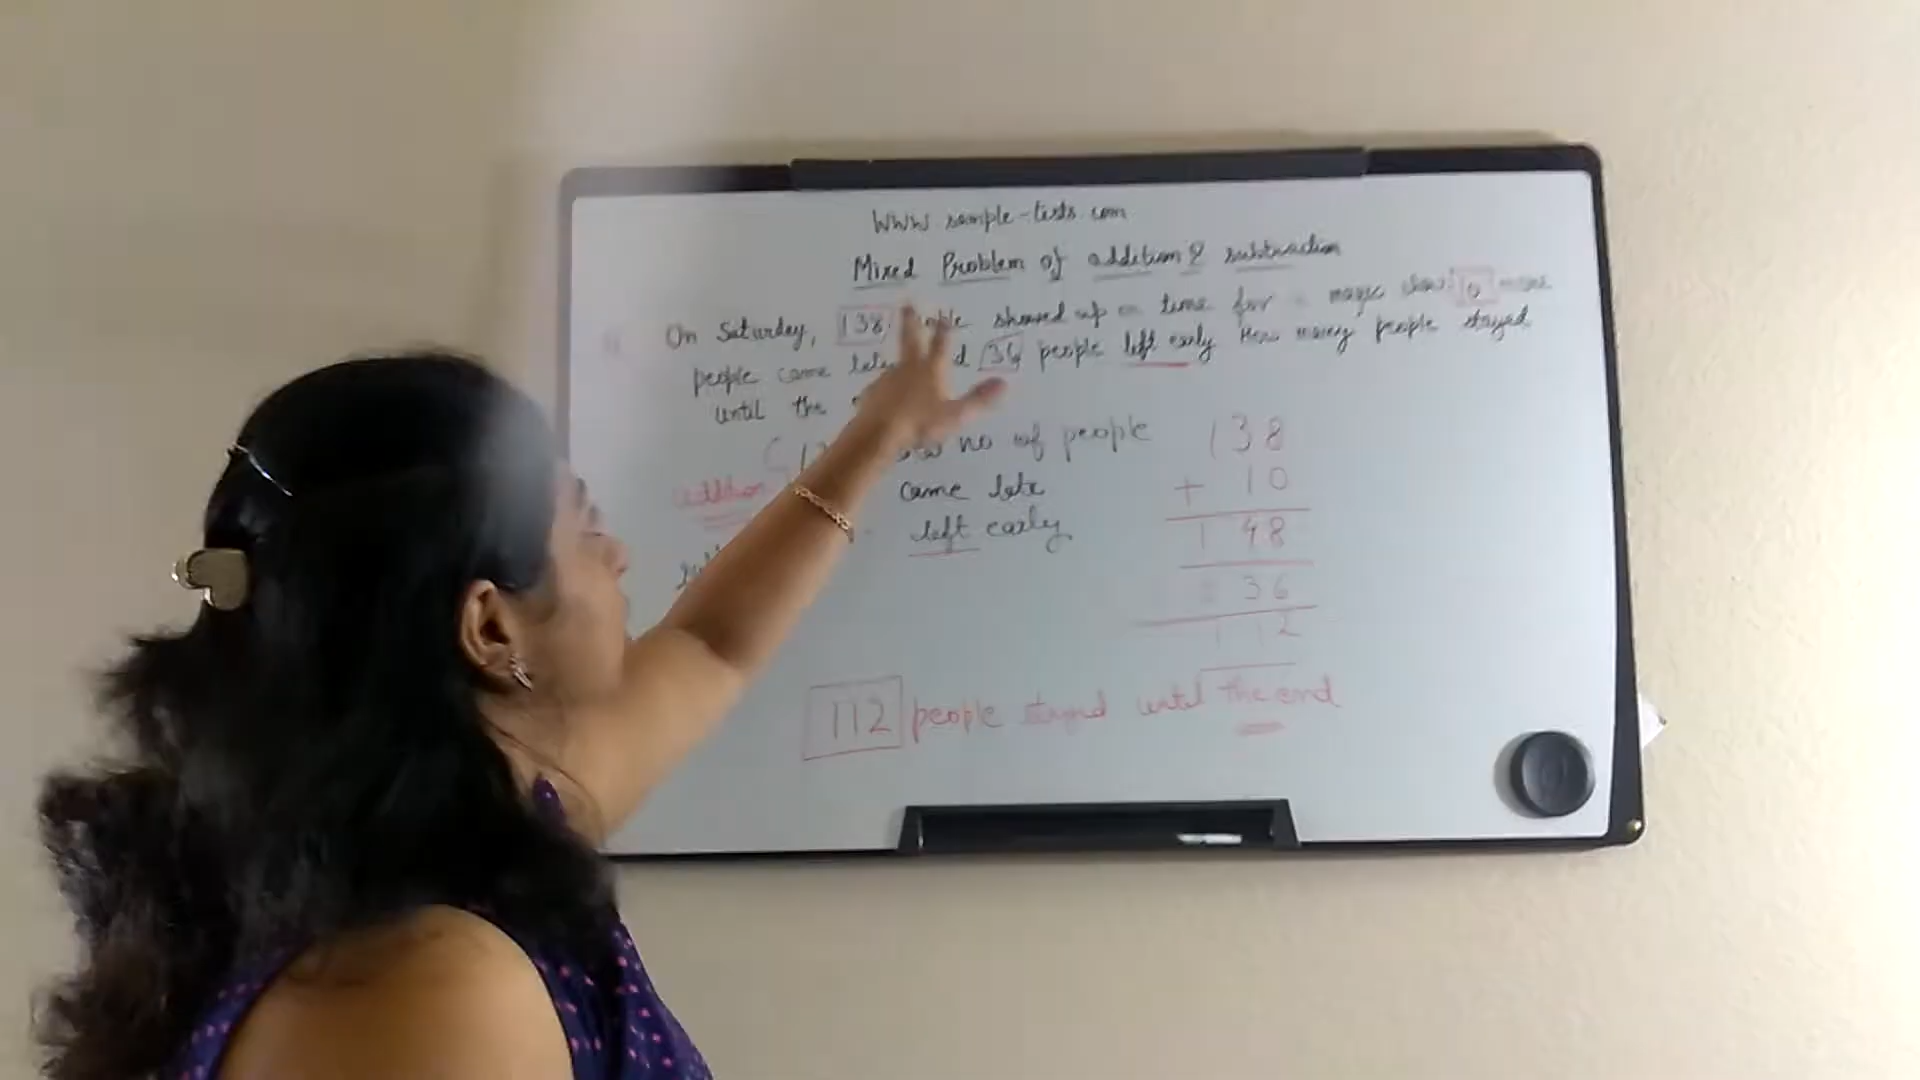 WWW sample-tests.com
Mixed Problem of addition & subtraction
On Saturday, 138 people showed up on time for a magic show 10 more
people came late 36 people left early How many people stayed
until the
no of people
addition came late
left early
138
+ 10
148
36
112
112 people stayed until the end